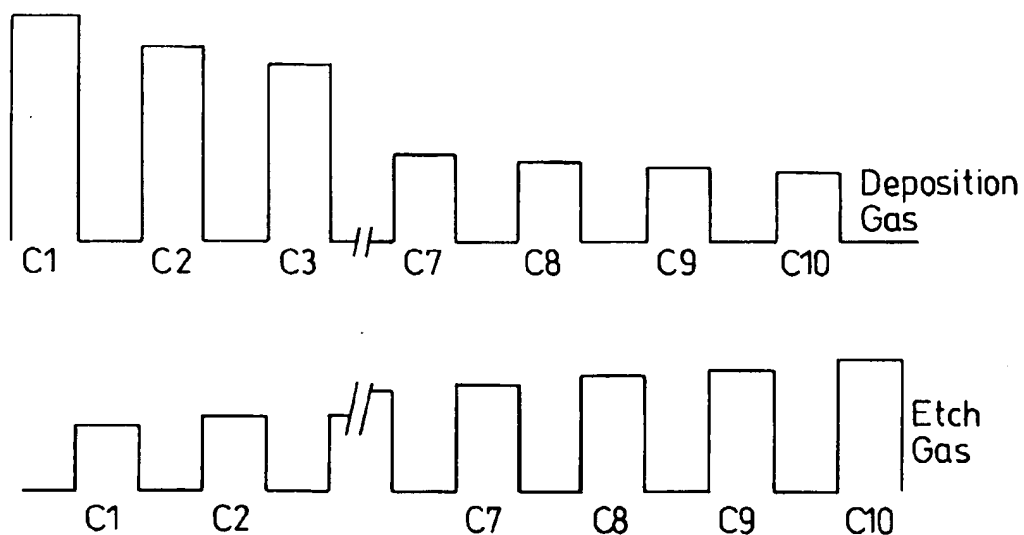 C1 C2 C3 C7 C8 C9 C10
Deposition
Gas
C1 C2 C7 C8 C9 C10
Etch
Gas